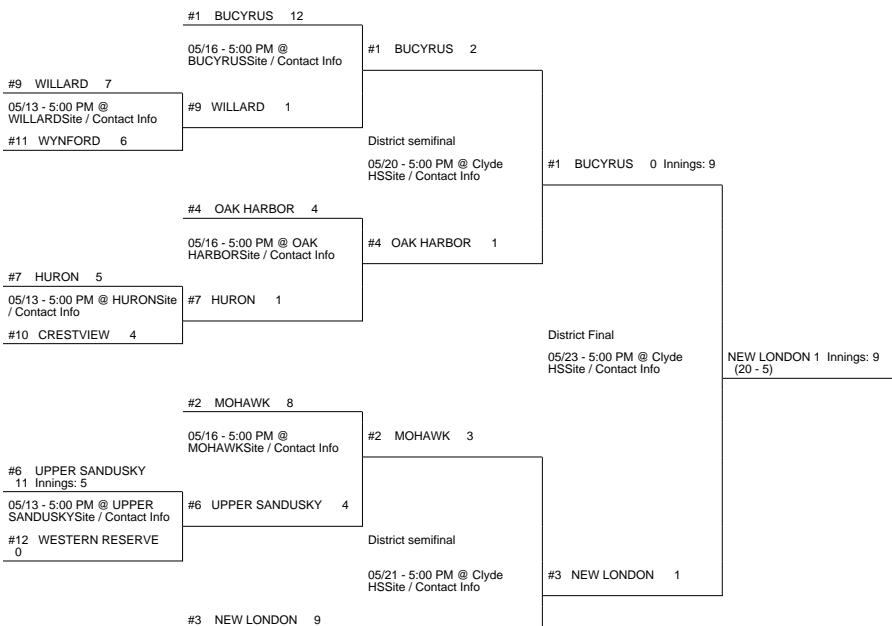 #1 BUCYRUS 12
05/16 - 5:00 PM @
BUCYRUSSite / Contact Info
#1 BUCYRUS 2
#9 WILLARD 7
05/13 - 5:00 PM @
WILLARDSite / Contact Info
#9 WILLARD 1
#11 WYNFORD 6
District semifinal
05/20 - 5:00 PM @ Clyde
HSSite / Contact Info
#1 BUCYRUS 0 Innings: 9
#4 OAK HARBOR 4
05/16 - 5:00 PM @ OAK
HARBORSite / Contact Info
#4 OAK HARBOR 1
#7 HURON 5
05/13 - 5:00 PM @ HURONSite
/ Contact Info
#7 HURON 1
#10 CRESTVIEW 4
District Final
05/23 - 5:00 PM @ Clyde
HSSite / Contact Info
NEW LONDON 1 Innings: 9
(20 - 5)
#2 MOHAWK 8
05/16 - 5:00 PM @
MOHAWKSite / Contact Info
#2 MOHAWK 3
#6 UPPER SANDUSKY
11 Innings: 5
05/13 - 5:00 PM @ UPPER
SANDUSKYSite / Contact Info
#6 UPPER SANDUSKY 4
#12 WESTERN RESERVE
0
District semifinal
05/21 - 5:00 PM @ Clyde
HSSite / Contact Info
#3 NEW LONDON 1
#3 NEW LONDON 9